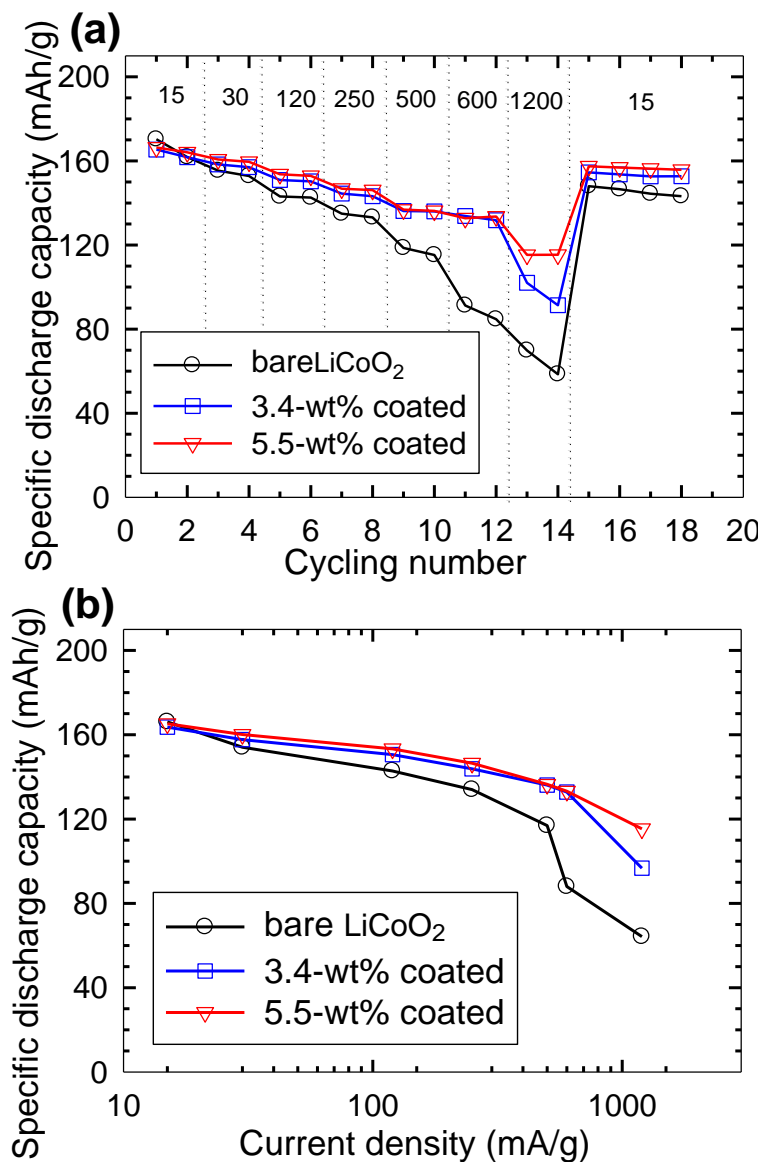 (a)
Specific discharge capacity (mAh/g)
210
200
160
120
80
40
0
15 30 120 250 500 600 1200 15
bareLiCoO₂
3.4-wt% coated
5.5-wt% coated
0 2 4 6 8 10 12 14 16 18 20
Cycling number
(b)
Specific discharge capacity (mAh/g)
200
160
120
80
40
0
bare LiCoO₂
3.4-wt% coated
5.5-wt% coated
10 100 1000
Current density (mA/g)